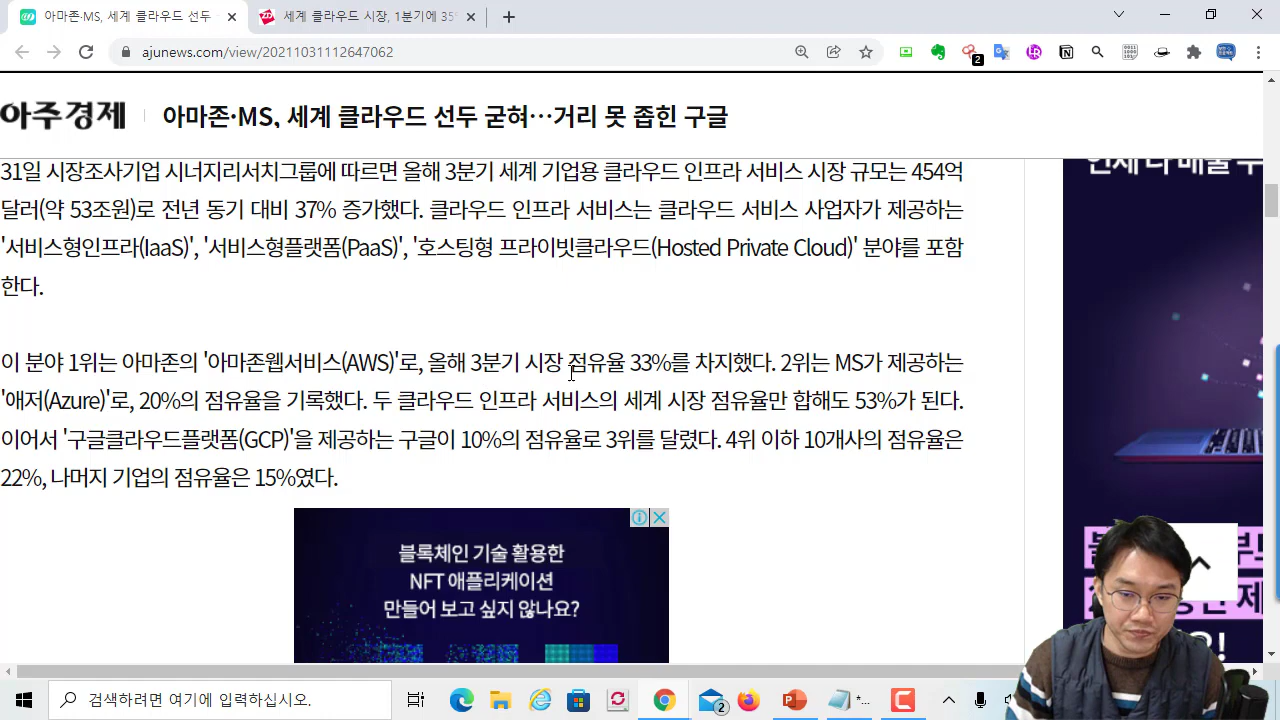 아마존·MS, 세계 클라우드 선두
세계 클라우드 시장, 1분기에 35
ajunews.com/view/20211031112647062
2
아주경제
아마존·MS, 세계 클라우드 선두 굳혀…거리 못 좁힌 구글
31일 시장조사기업 시너지리서치그룹에 따르면 올해 3분기 세계 기업용 클라우드 인프라 서비스 시장 규모는 454억
달러(약 53조원)로 전년 동기 대비 37% 증가했다. 클라우드 인프라 서비스는 클라우드 서비스 사업자가 제공하는
'서비스형인프라(IaaS)', '서비스형플랫폼(PaaS)', '호스팅형 프라이빗클라우드(Hosted Private Cloud)' 분야를 포함
한다.
이 분야 1위는 아마존의 '아마존웹서비스(AWS)'로, 올해 3분기 시장 점유율 33%를 차지했다. 2위는 MS가 제공하는
'애저(Azure)'로, 20%의 점유율을 기록했다. 두 클라우드 인프라 서비스의 세계 시장 점유율만 합해도 53%가 된다.
이어서 '구글클라우드플랫폼(GCP)'을 제공하는 구글이 10%의 점유율로 3위를 달렸다. 4위 이하 10개사의 점유율은
22%, 나머지 기업의 점유율은 15%였다.
블록체인 기술 활용한
NFT 애플리케이션
만들어 보고 싶지 않나요?
검색하려면 여기에 입력하십시오.
2